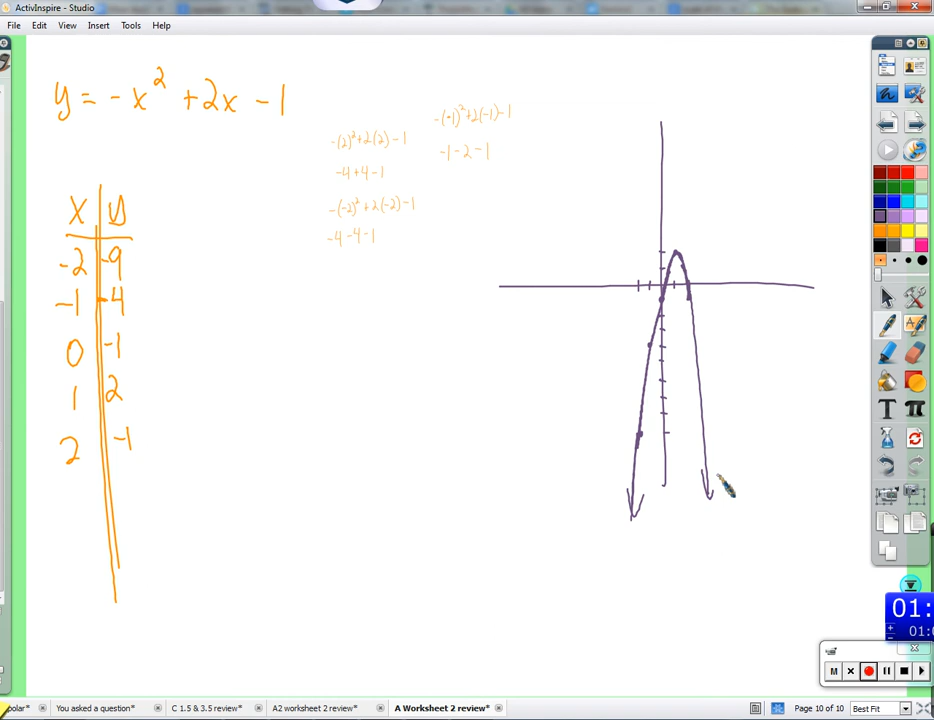 ActivInspire - Studio
File Edit View Insert Tools Help
y = -x² + 2x - 1
-(2)²+2(2)-1
-4+4-1
-(-2)²+2(-2)-1
-4-4-1
-(-1)²+2(-1)-1
-1-2-1
x y
-2 -9
-1 -4
0 -1
1 2
2 -1
01:
01:0
M
polar* You asked a question* C 1.5 & 3.5 review* A2 worksheet 2 review* A Worksheet 2 review* Page 10 of 10 Best Fit